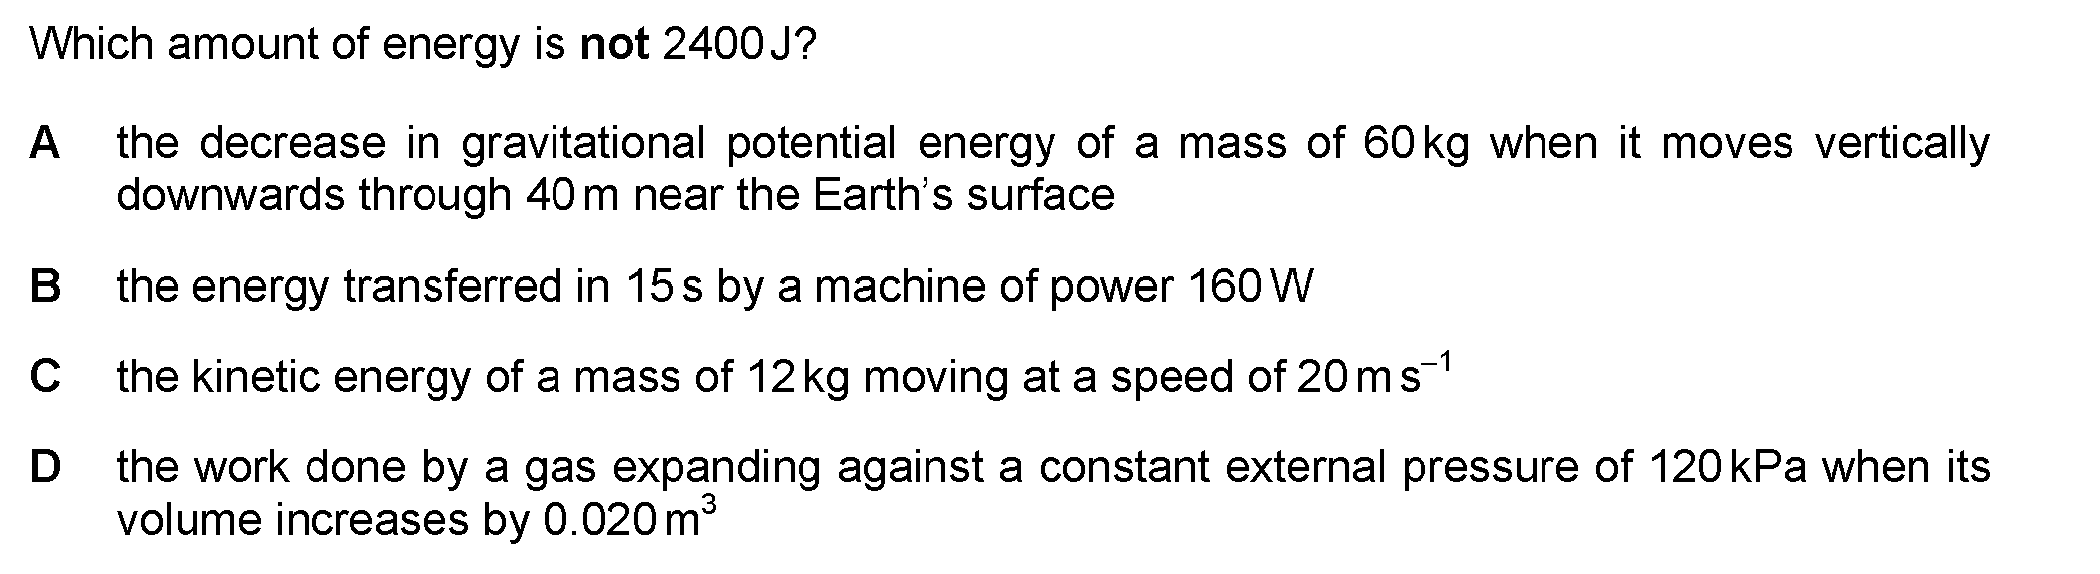 Which amount of energy is not 2400 J?
A the decrease in gravitational potential energy of a mass of 60 kg when it moves vertically
downwards through 40 m near the Earth's surface
B the energy transferred in 15 s by a machine of power 160 W
C the kinetic energy of a mass of 12 kg moving at a speed of 20 m s⁻¹
D the work done by a gas expanding against a constant external pressure of 120 kPa when its
volume increases by 0.020 m³